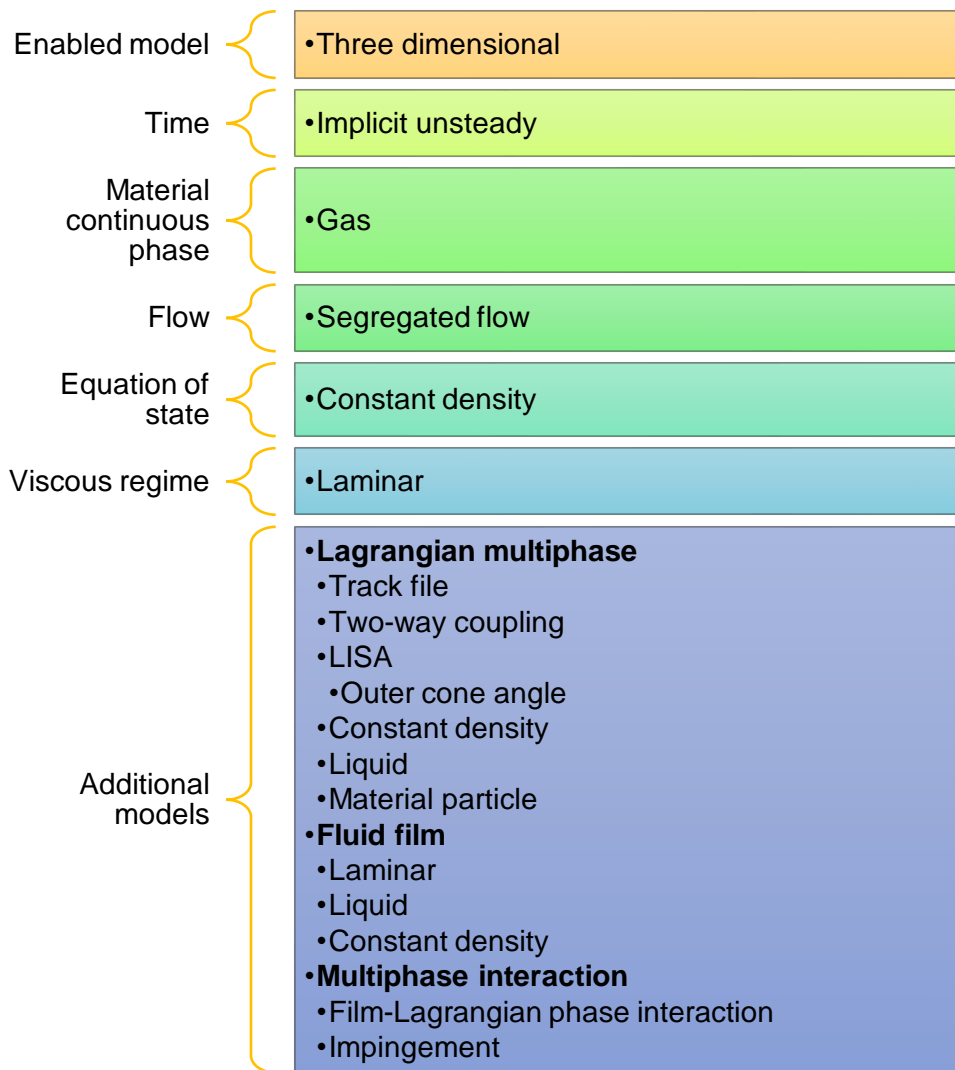 Enabled model
•Three dimensional
Time
•Implicit unsteady
Material
continuous
phase
•Gas
Flow
•Segregated flow
Equation of
state
•Constant density
Viscous regime
•Laminar
Additional
models
•Lagrangian multiphase
•Track file
•Two-way coupling
•LISA
•Outer cone angle
•Constant density
•Liquid
•Material particle
•Fluid film
•Laminar
•Liquid
•Constant density
•Multiphase interaction
•Film-Lagrangian phase interaction
•Impingement